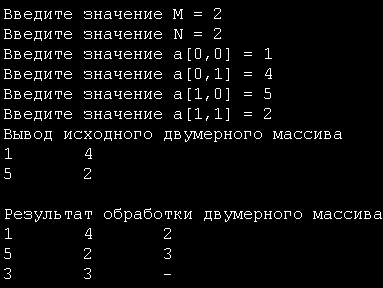 Введите значение M = 2
Введите значение N = 2
Введите значение a[0,0] = 1
Введите значение a[0,1] = 4
Введите значение a[1,0] = 5
Введите значение a[1,1] = 2
Вывод исходного двумерного массива
1 4
5 2
Результат обработки двумерного массива
1 4 2
5 2 3
3 3 -